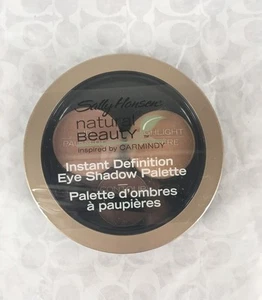 Sally Hansen
natural
Beauty
Inspired by CARMINDY
Instant Definition
Eye Shadow Palette
Palette d'ombres
à paupières